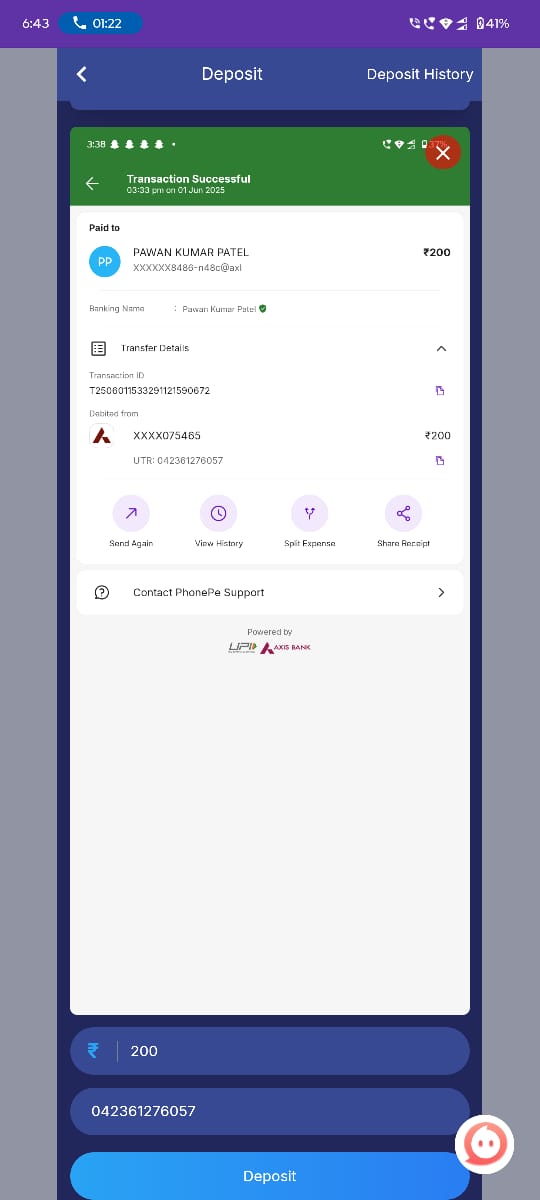 6:43
01:22
41%
Deposit
Deposit History
3:38
37%
Transaction Successful
03:33 pm on 01 Jun 2025
Paid to
PP
PAWAN KUMAR PATEL
₹200
XXXXXX8486-n48c@axl
Banking Name : Pawan Kumar Patel
Transfer Details
Transaction ID
T2506011533291121590672
Debited from
XXXX075465
₹200
UTR: 042361276057
Send Again
View History
Split Expense
Share Receipt
Contact PhonePe Support
Powered by
UPI
AXIS BANK
₹
200
042361276057
Deposit